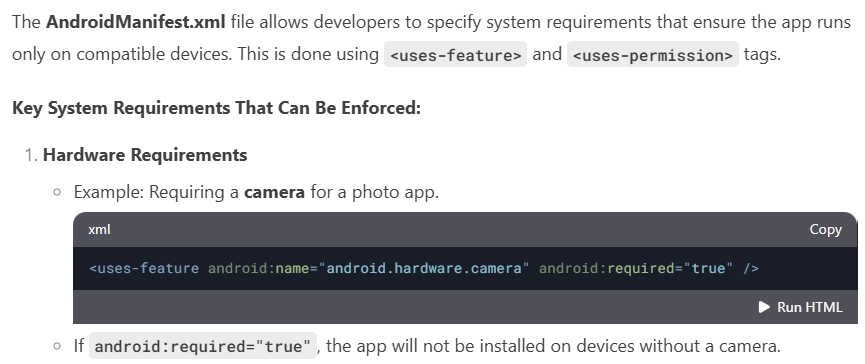 The AndroidManifest.xml file allows developers to specify system requirements that ensure the app runs
only on compatible devices. This is done using <uses-feature> and <uses-permission> tags.
Key System Requirements That Can Be Enforced:
1. Hardware Requirements
Example: Requiring a camera for a photo app.
xml Copy
<uses-feature android:name="android.hardware.camera" android:required="true" />
Run HTML
If android:required="true" , the app will not be installed on devices without a camera.